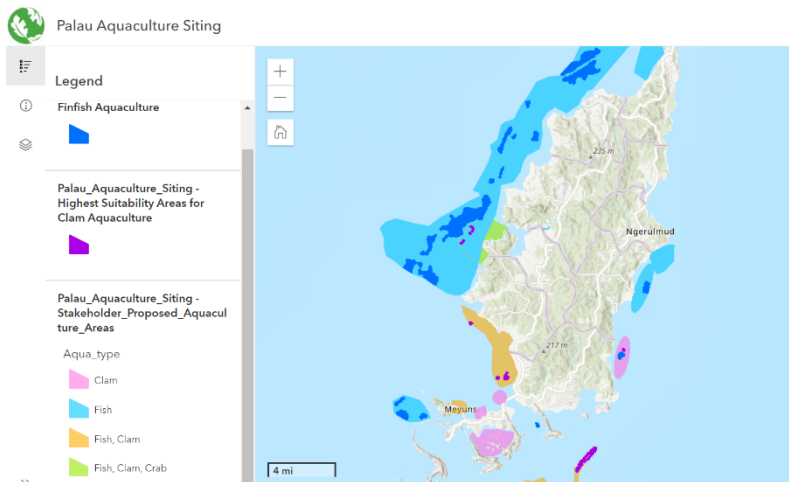 Palau Aquaculture Siting
Legend
Finfish Aquaculture
Palau_Aquaculture_Siting -
Highest Suitability Areas for
Clam Aquaculture
Palau_Aquaculture_Siting -
Stakeholder_Proposed_Aquacul
ture_Areas
Aqua_type
Clam
Fish
Fish, Clam
Fish, Clam, Crab
235 m
Ngerulmud
217 m
Meyuns
4 mi